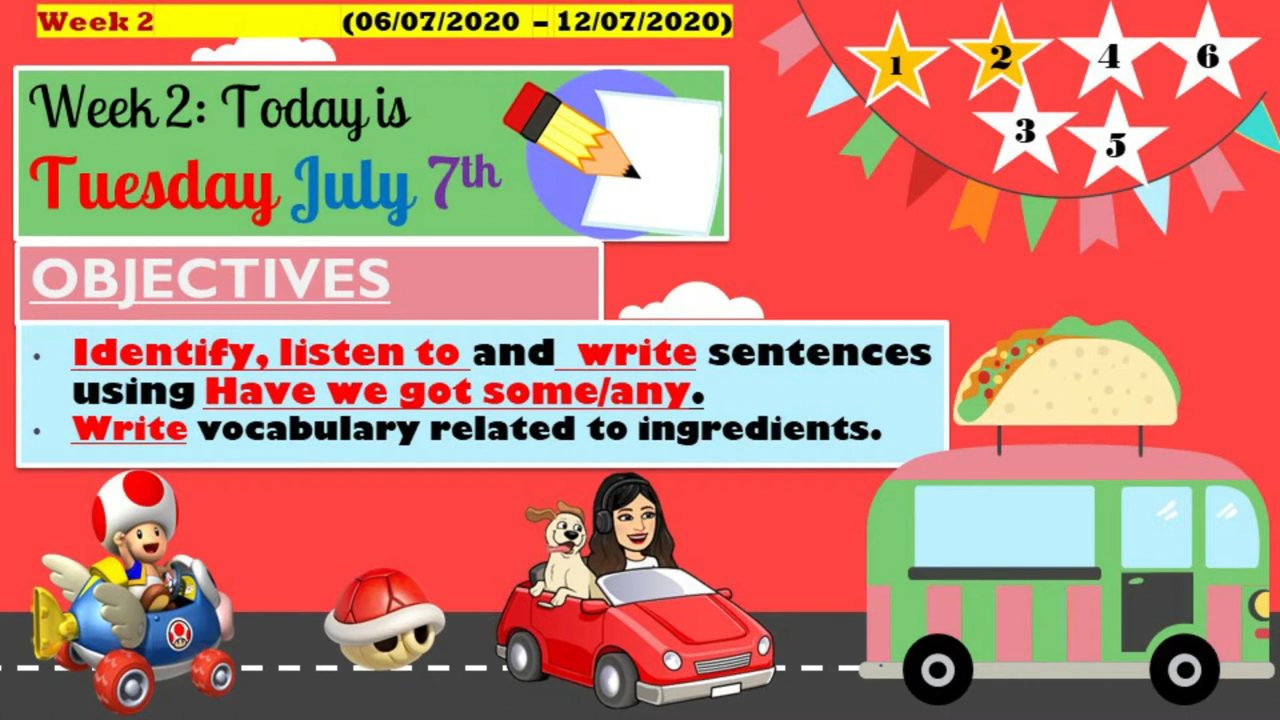 Week 2 (06/07/2020 – 12/07/2020)
Week 2: Today is
Tuesday July 7th
OBJECTIVES
• Identify, listen to and write sentences
using Have we got some/any.
• Write vocabulary related to ingredients.
1 2 4 6
3 5